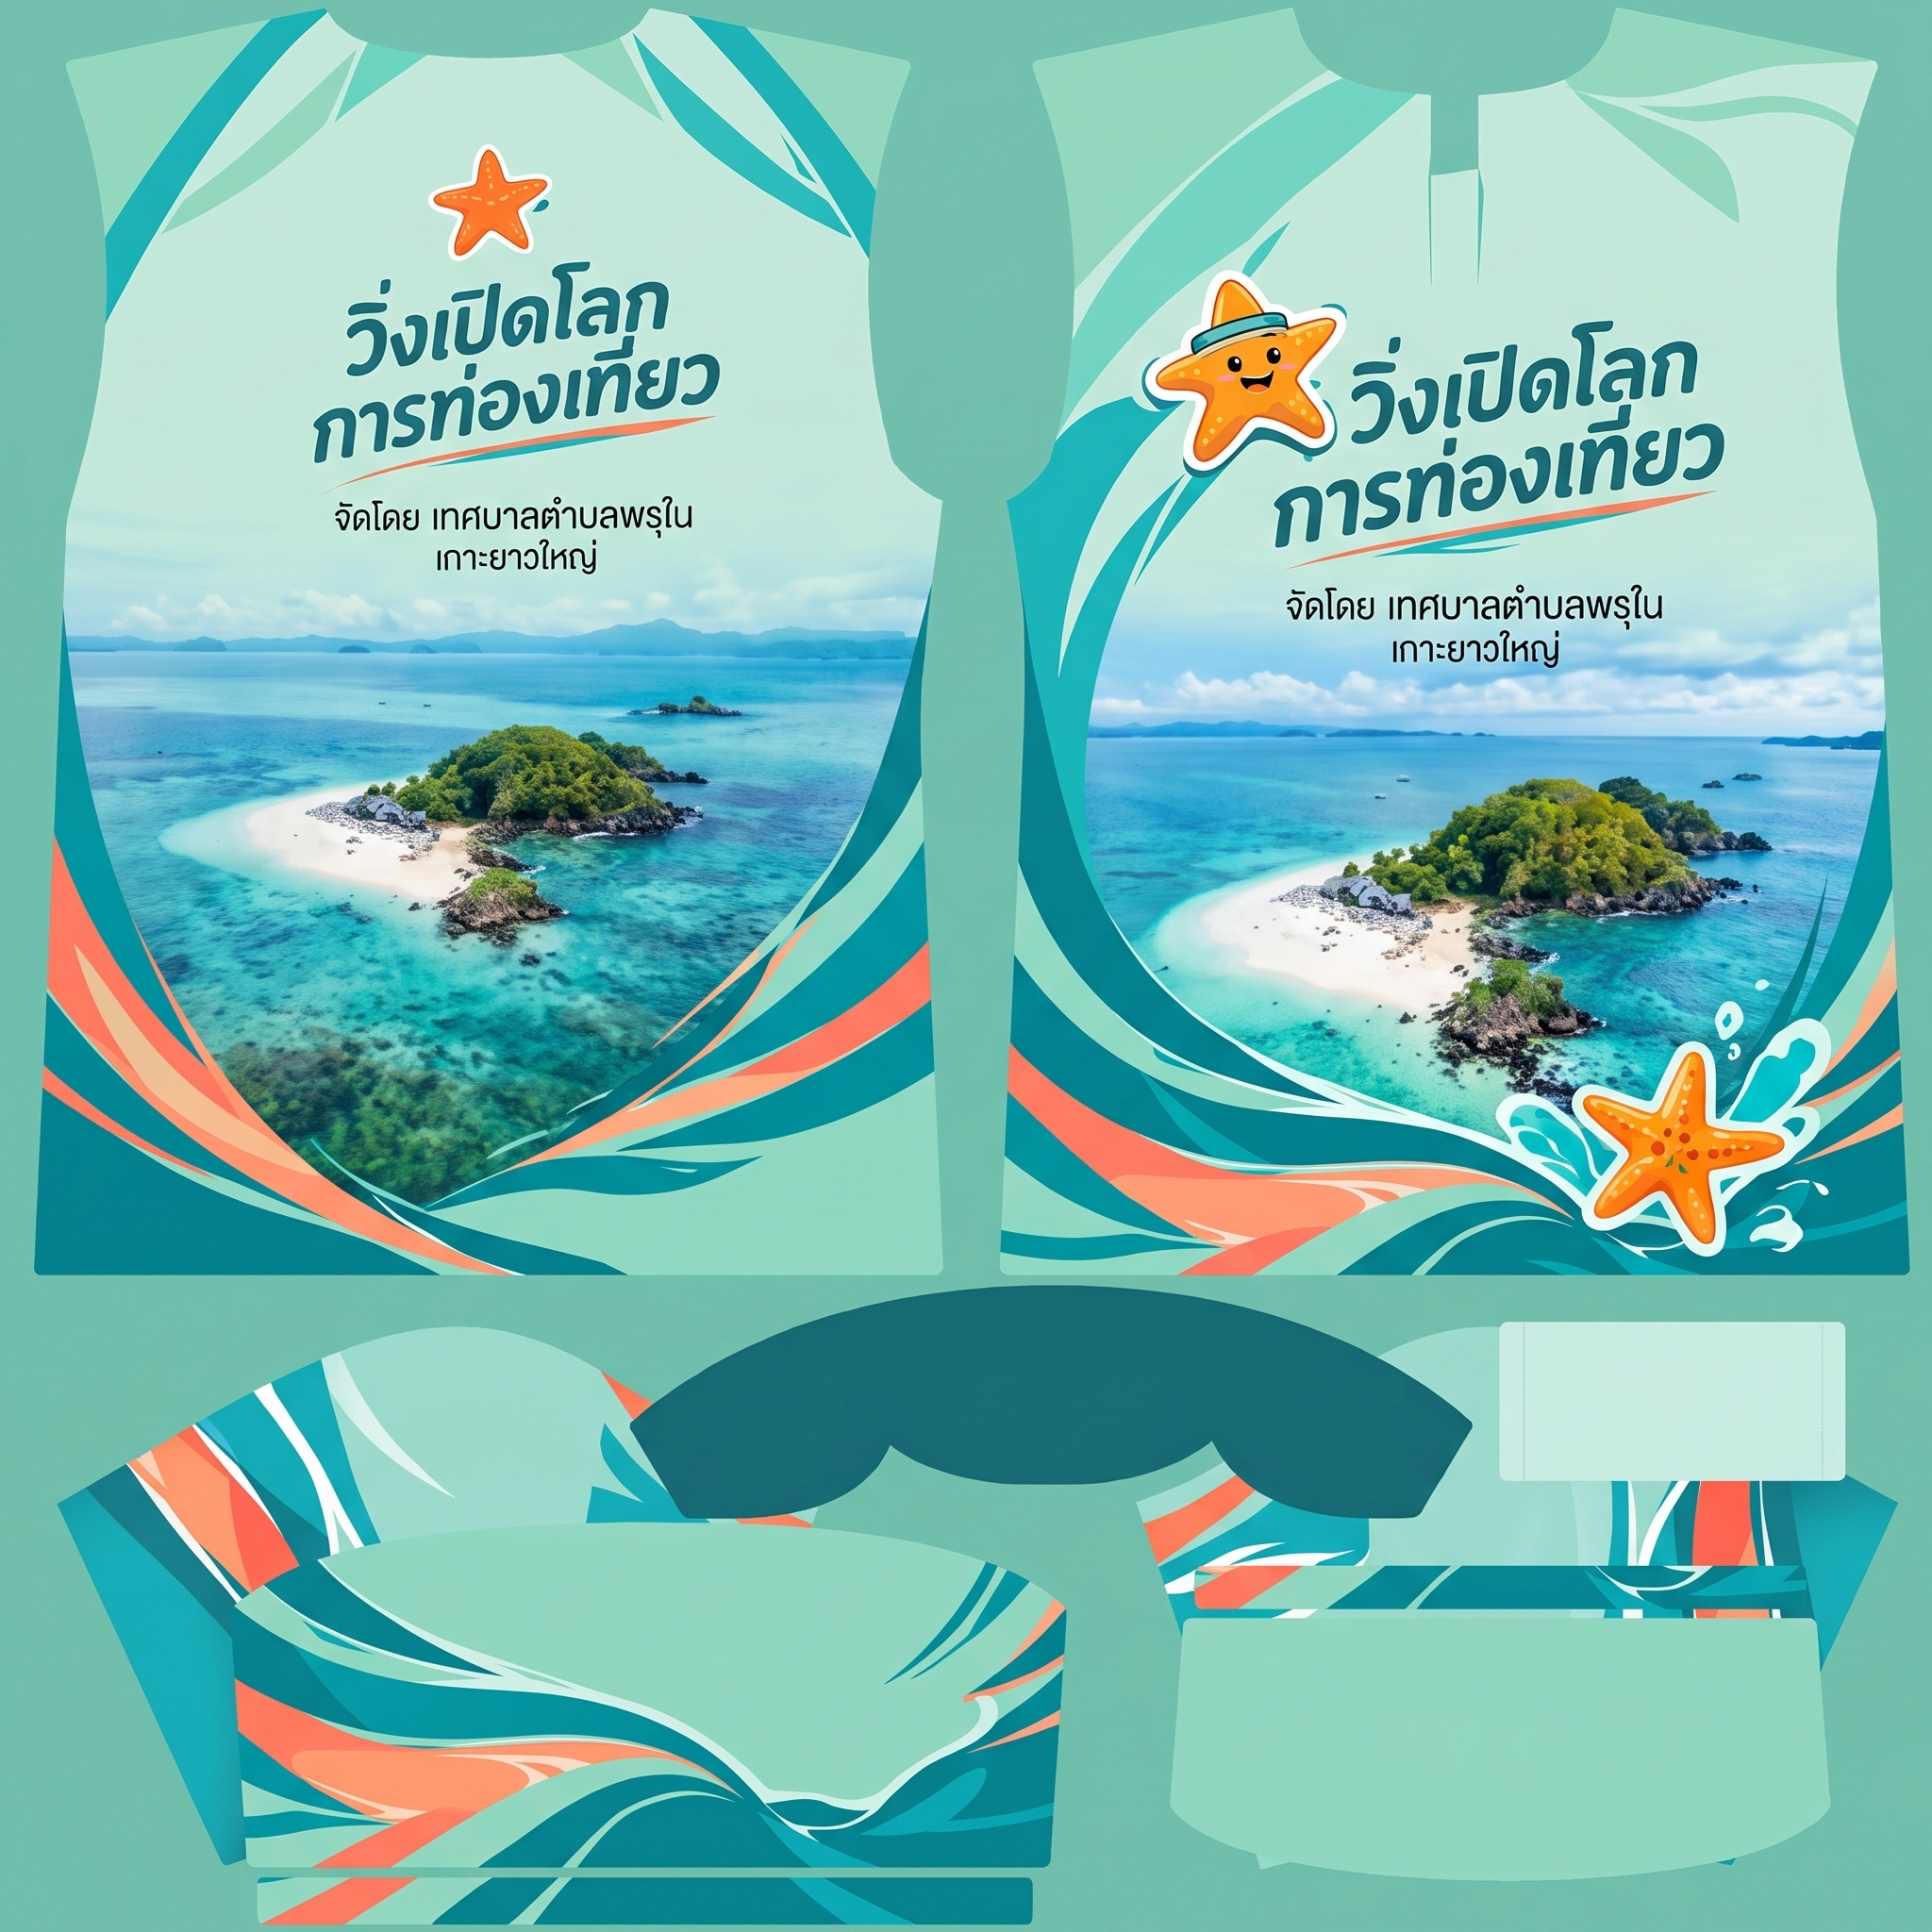 วิ่งเปิดโลก
การท่องเที่ยว
จัดโดย เทศบาลตำบลพรุใน
เกาะยาวใหญ่
วิ่งเปิดโลก
การท่องเที่ยว
จัดโดย เทศบาลตำบลพรุใน
เกาะยาวใหญ่